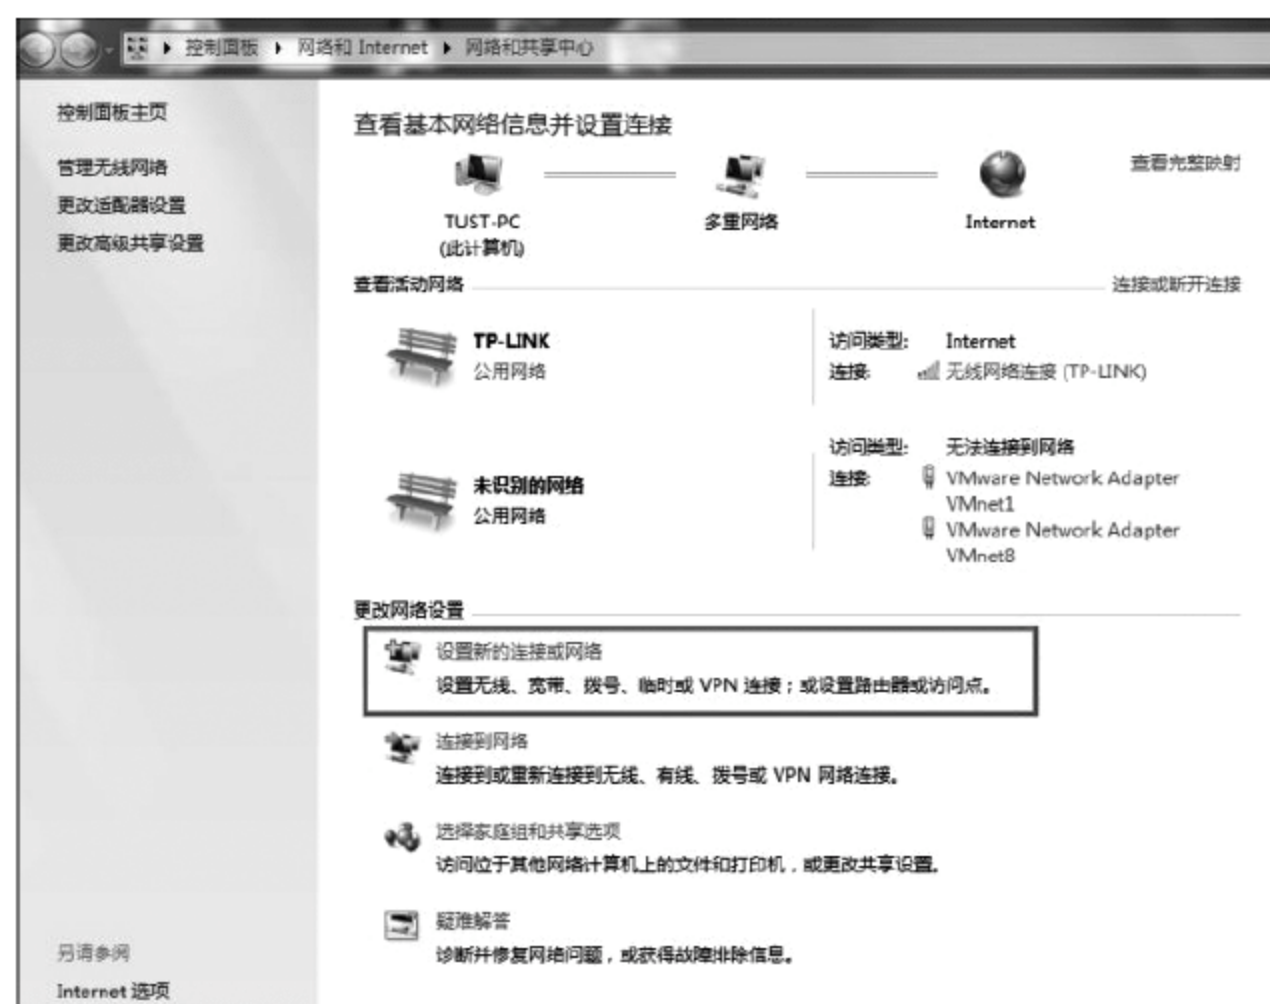 控制面板 ▸ 网络和 Internet ▸ 网络和共享中心
控制面板主页
管理无线网络
更改适配器设置
更改高级共享设置
另请参阅
Internet 选项
查看基本网络信息并设置连接
TUST-PC
(此计算机)
多重网络
Internet
查看完整映射
查看活动网络
连接或断开连接
TP-LINK
公用网络
访问类型: Internet
连接: 无线网络连接 (TP-LINK)
未识别的网络
公用网络
访问类型: 无法连接到网络
连接: VMware Network Adapter
VMnet1
VMware Network Adapter
VMnet8
更改网络设置
设置新的连接或网络
设置无线、宽带、拨号、临时或 VPN 连接；或设置路由器或访问点。
连接到网络
连接到或重新连接到无线、有线、拨号或 VPN 网络连接。
选择家庭组和共享选项
访问位于其他网络计算机上的文件和打印机，或更改共享设置。
疑难解答
诊断并修复网络问题，或获得故障排除信息。